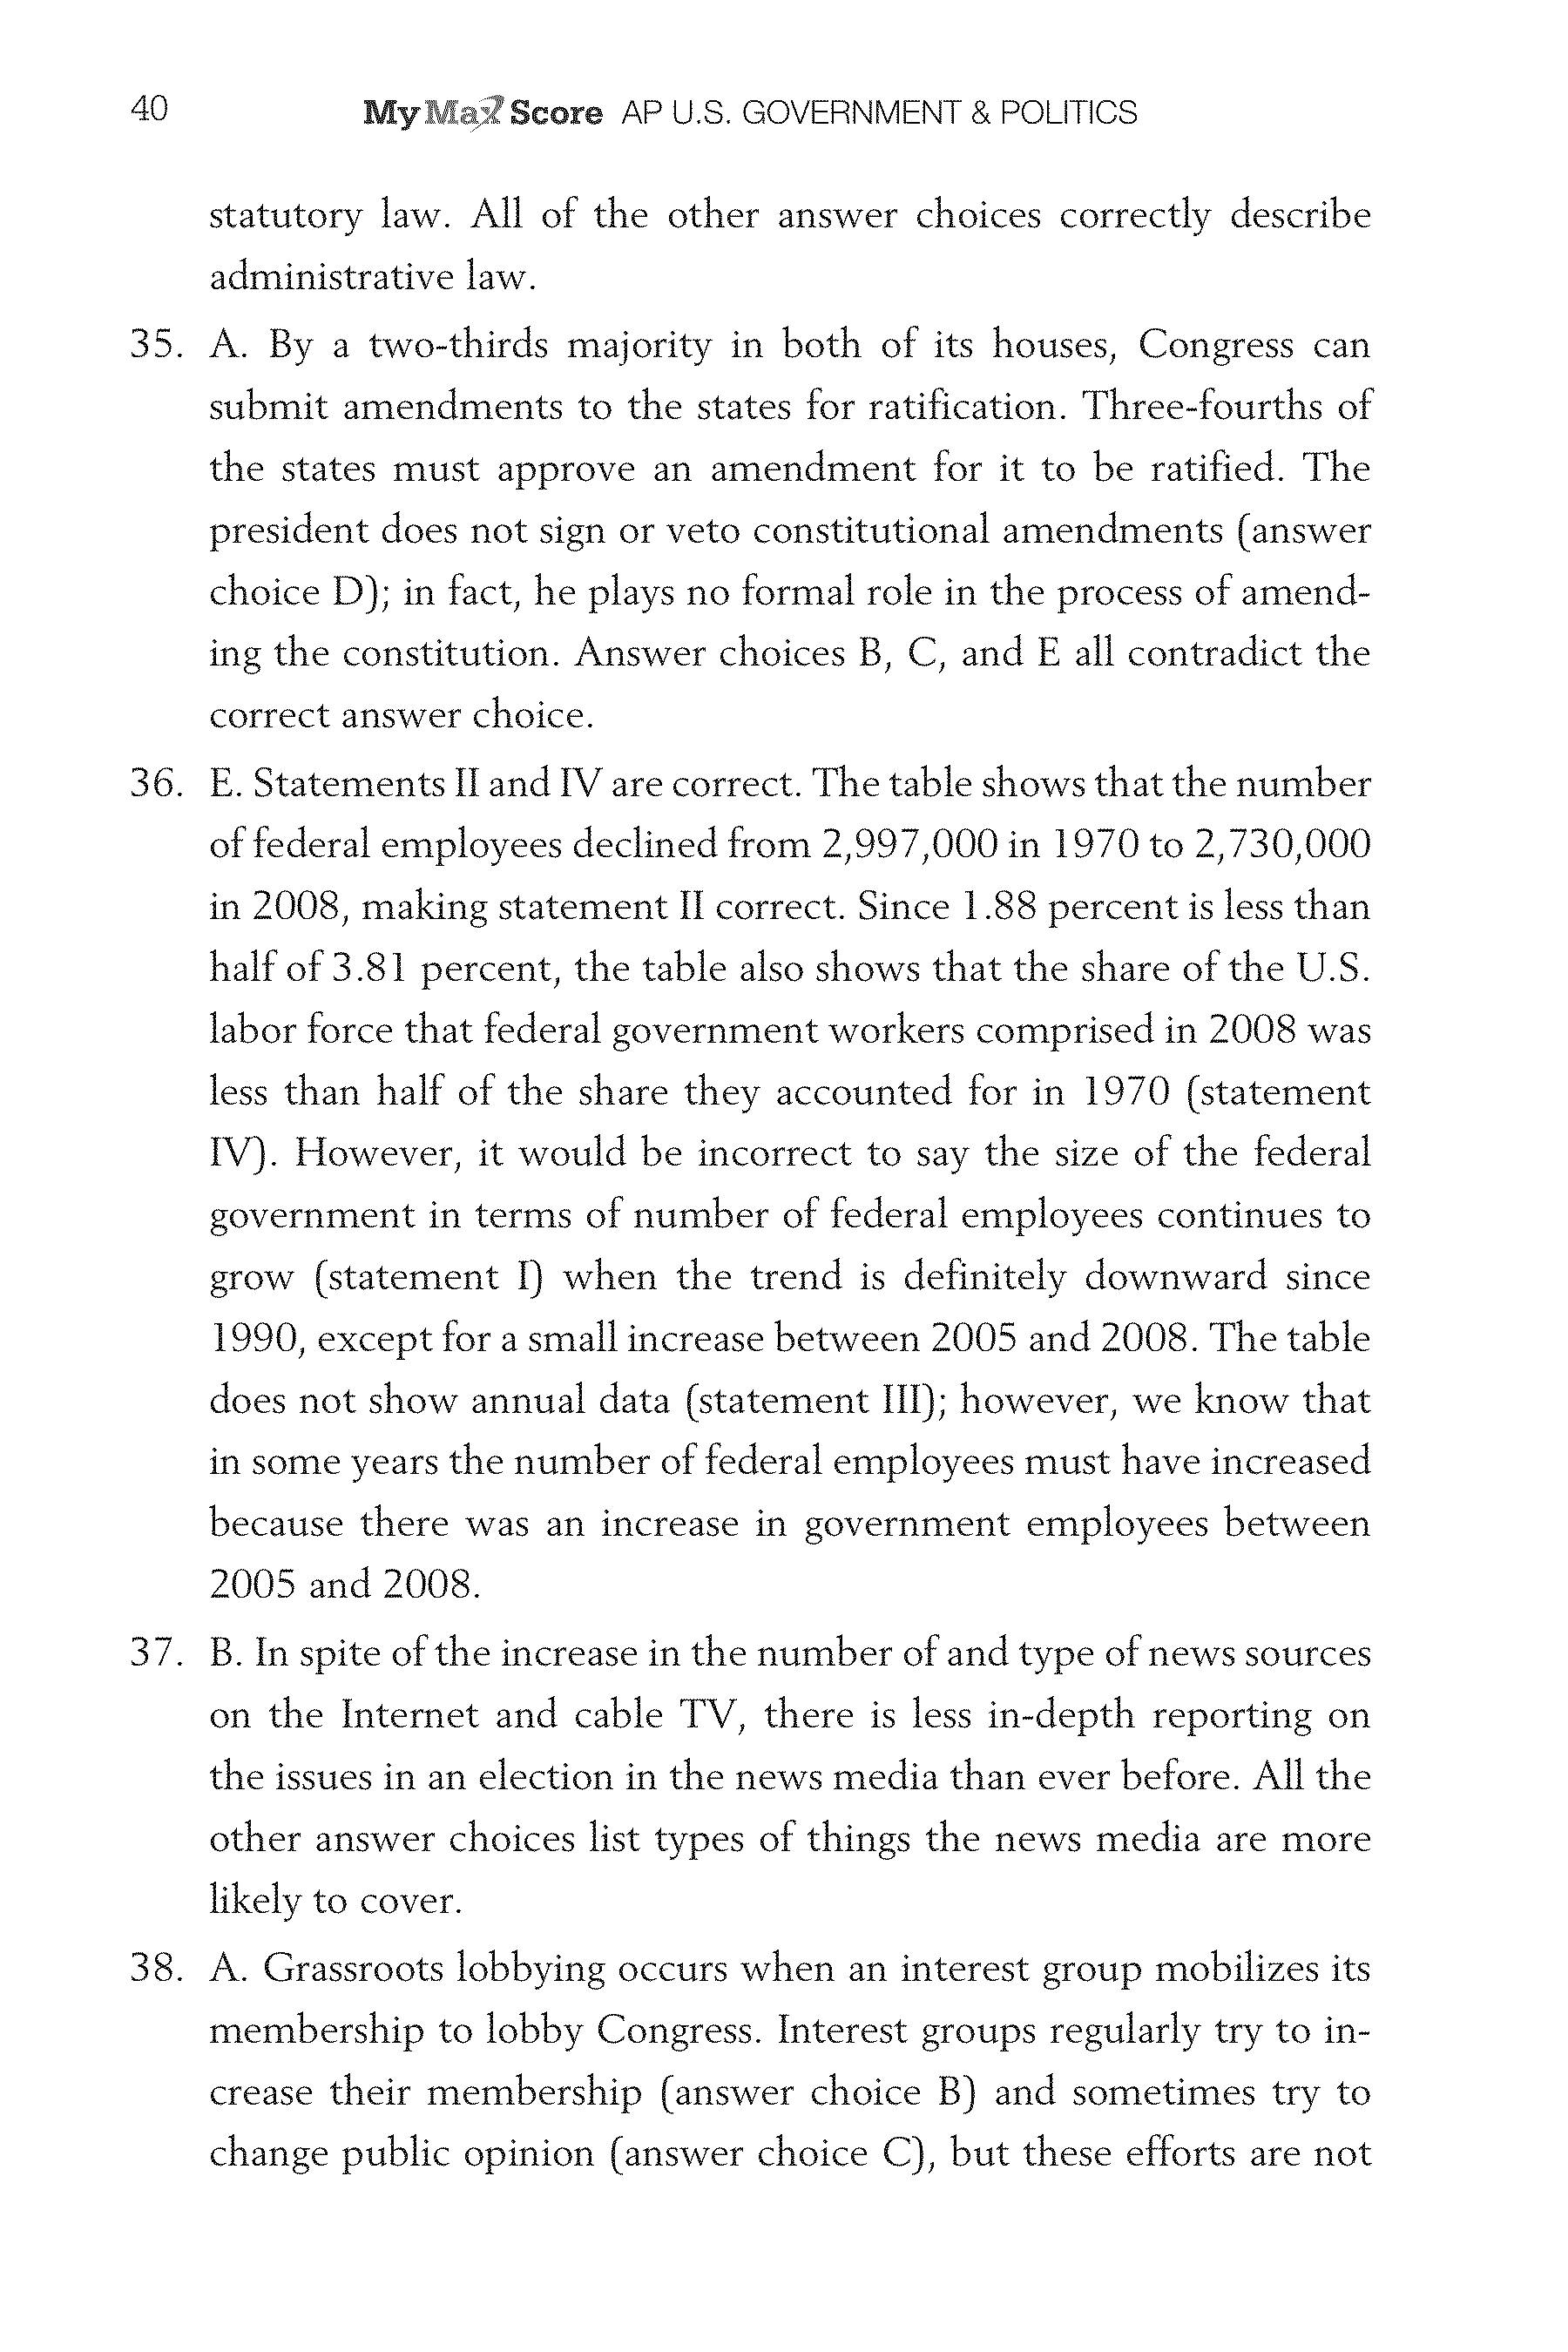 40
My Max Score AP U.S. GOVERNMENT & POLITICS
statutory law. All of the other answer choices correctly describe
administrative law.
35. A. By a two-thirds majority in both of its houses, Congress can
submit amendments to the states for ratification. Three-fourths of
the states must approve an amendment for it to be ratified. The
president does not sign or veto constitutional amendments (answer
choice D); in fact, he plays no formal role in the process of amend-
ing the constitution. Answer choices B, C, and E all contradict the
correct answer choice.
36. E. Statements II and IV are correct. The table shows that the number
of federal employees declined from 2,997,000 in 1970 to 2,730,000
in 2008, making statement II correct. Since 1.88 percent is less than
half of 3.81 percent, the table also shows that the share of the U.S.
labor force that federal government workers comprised in 2008 was
less than half of the share they accounted for in 1970 (statement
IV). However, it would be incorrect to say the size of the federal
government in terms of number of federal employees continues to
grow (statement I) when the trend is definitely downward since
1990, except for a small increase between 2005 and 2008. The table
does not show annual data (statement III); however, we know that
in some years the number of federal employees must have increased
because there was an increase in government employees between
2005 and 2008.
37. B. In spite of the increase in the number of and type of news sources
on the Internet and cable TV, there is less in-depth reporting on
the issues in an election in the news media than ever before. All the
other answer choices list types of things the news media are more
likely to cover.
38. A. Grassroots lobbying occurs when an interest group mobilizes its
membership to lobby Congress. Interest groups regularly try to in-
crease their membership (answer choice B) and sometimes try to
change public opinion (answer choice C), but these efforts are not